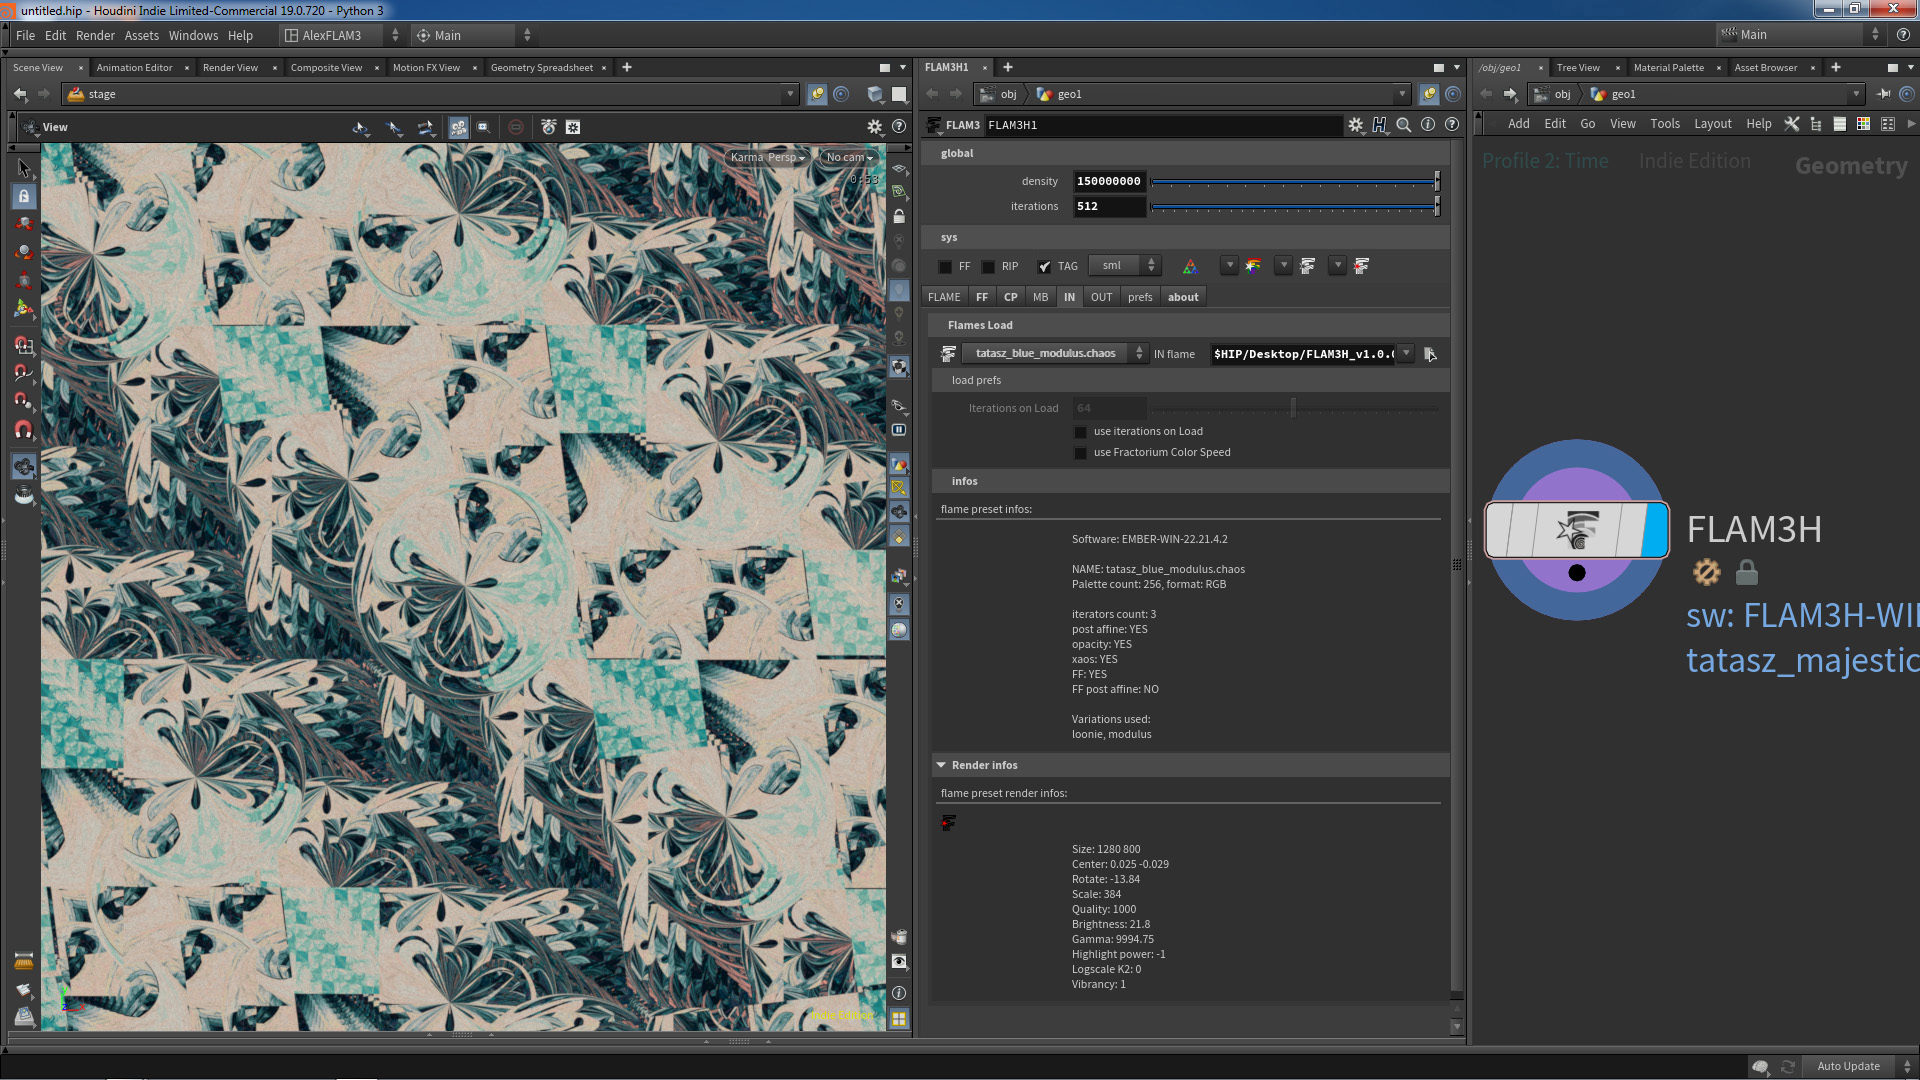 untitled.hip - Houdini Indie Limited-Commercial 19.0.720 - Python 3
File Edit Render Assets Windows Help AlexFLAM3 Main Main
Scene View Animation Editor Render View Composite View Motion FX View Geometry Spreadsheet
stage
View
Karma Persp No cam
0:53
FLAM3H1
obj geo1
FLAM3 FLAM3H1
global
density 150000000
iterations 512
sys
FF RIP TAG sml
FLAME FF CP MB IN OUT prefs about
Flames Load
tatasz_blue_modulus.chaos IN flame $HIP/Desktop/FLAM3H_v1.0.
load prefs
Iterations on Load 64
use iterations on Load
use Fractorium Color Speed
infos
flame preset infos:
Software: EMBER-WIN-22.21.4.2
NAME: tatasz_blue_modulus.chaos
Palette count: 256, format: RGB
iterators count: 3
post affine: YES
opacity: YES
xaos: YES
FF: YES
FF post affine: NO
Variations used:
loonie, modulus
Render infos
flame preset render infos:
Size: 1280 800
Center: 0.025 -0.029
Rotate: -13.84
Scale: 384
Quality: 1000
Brightness: 21.8
Gamma: 9994.75
Highlight power: -1
Logscale K2: 0
Vibrancy: 1
/obj/geo1 Tree View Material Palette Asset Browser
obj geo1
Add Edit Go View Tools Layout Help
Profile 2: Time Indie Edition Geometry
FLAM3H
sw: FLAM3H-WI
tatasz_majestic
Indie Edition
Auto Update